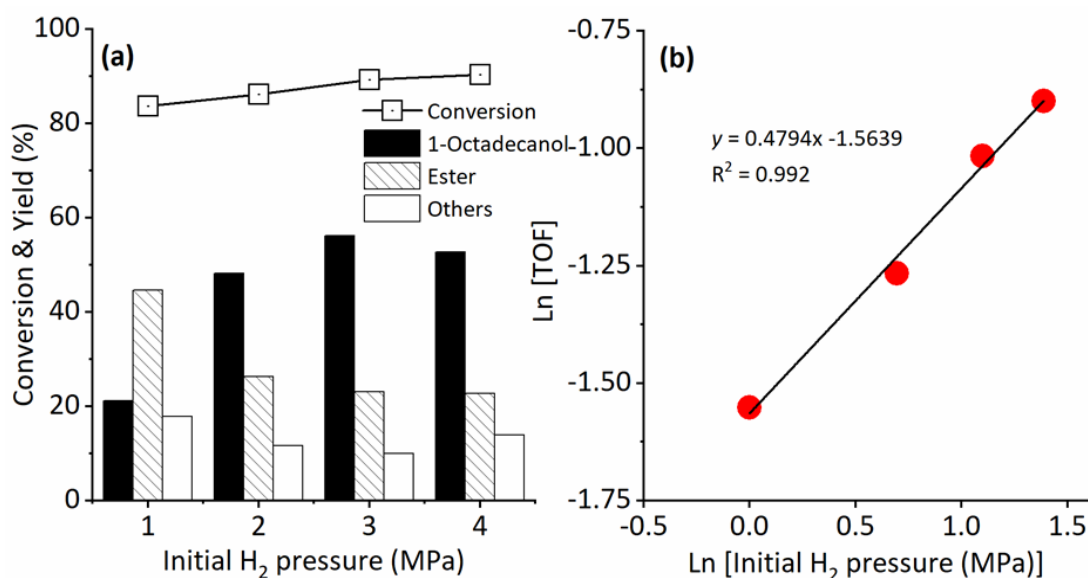 (a)
Conversion & Yield (%)
100
80
60
40
20
0
Conversion
1-Octadecanol
Ester
Others
1 2 3 4
Initial H₂ pressure (MPa)
(b)
Ln [TOF]
-0.75
-1.00
-1.25
-1.50
-1.75
y = 0.4794x -1.5639
R² = 0.992
-0.5 0.0 0.5 1.0 1.5
Ln [Initial H₂ pressure (MPa)]